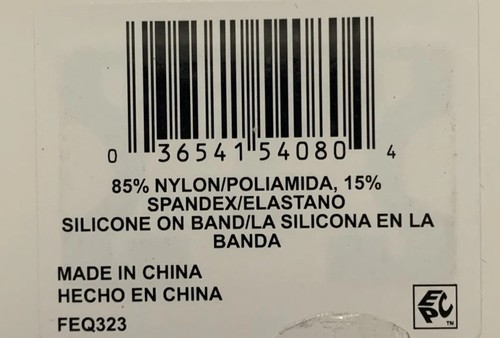 0 36541 54080 4
85% NYLON/POLIAMIDA, 15%
SPANDEX/ELASTANO
SILICONE ON BAND/LA SILICONA EN LA
BANDA
MADE IN CHINA
HECHO EN CHINA
FEQ323
EPC
TM